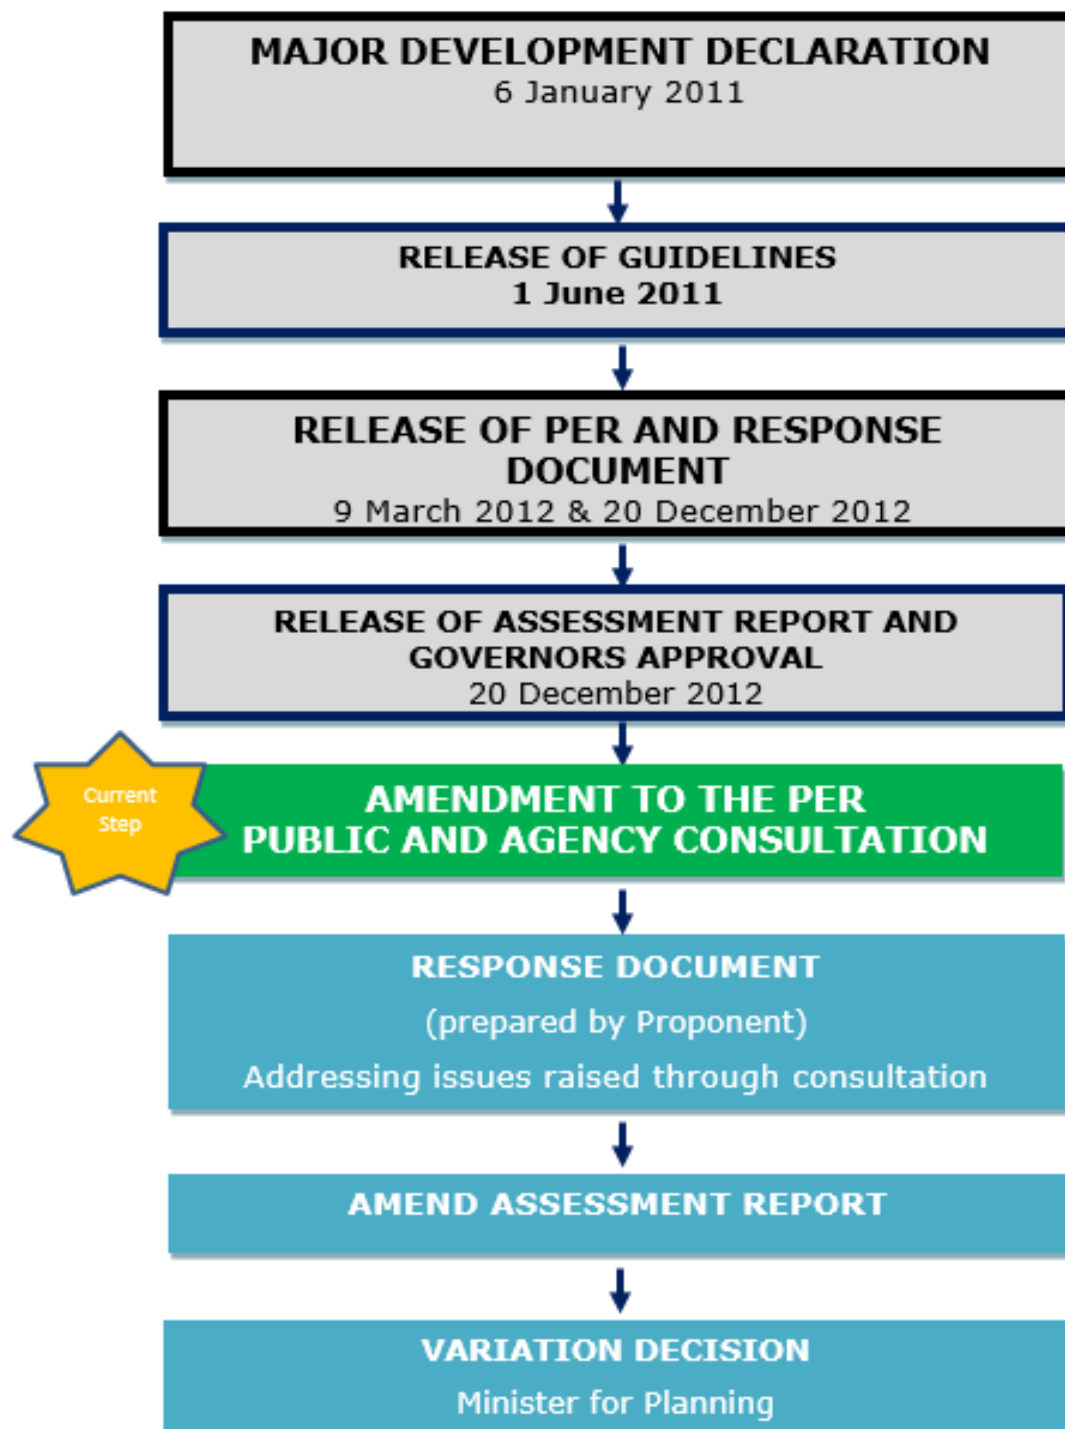 MAJOR DEVELOPMENT DECLARATION
6 January 2011
RELEASE OF GUIDELINES
1 June 2011
RELEASE OF PER AND RESPONSE
DOCUMENT
9 March 2012 & 20 December 2012
RELEASE OF ASSESSMENT REPORT AND
GOVERNORS APPROVAL
20 December 2012
Current
Step
AMENDMENT TO THE PER
PUBLIC AND AGENCY CONSULTATION
RESPONSE DOCUMENT
(prepared by Proponent)
Addressing issues raised through consultation
AMEND ASSESSMENT REPORT
VARIATION DECISION
Minister for Planning